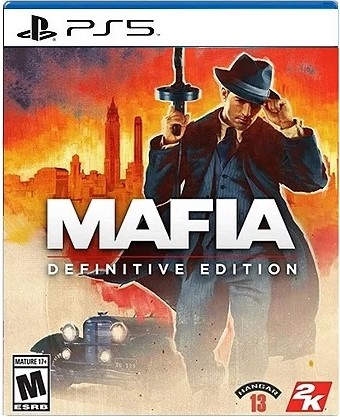 PS5
MAFIA
DEFINITIVE EDITION
MATURE 17+
M
ESRB
HANGAR
13
2K